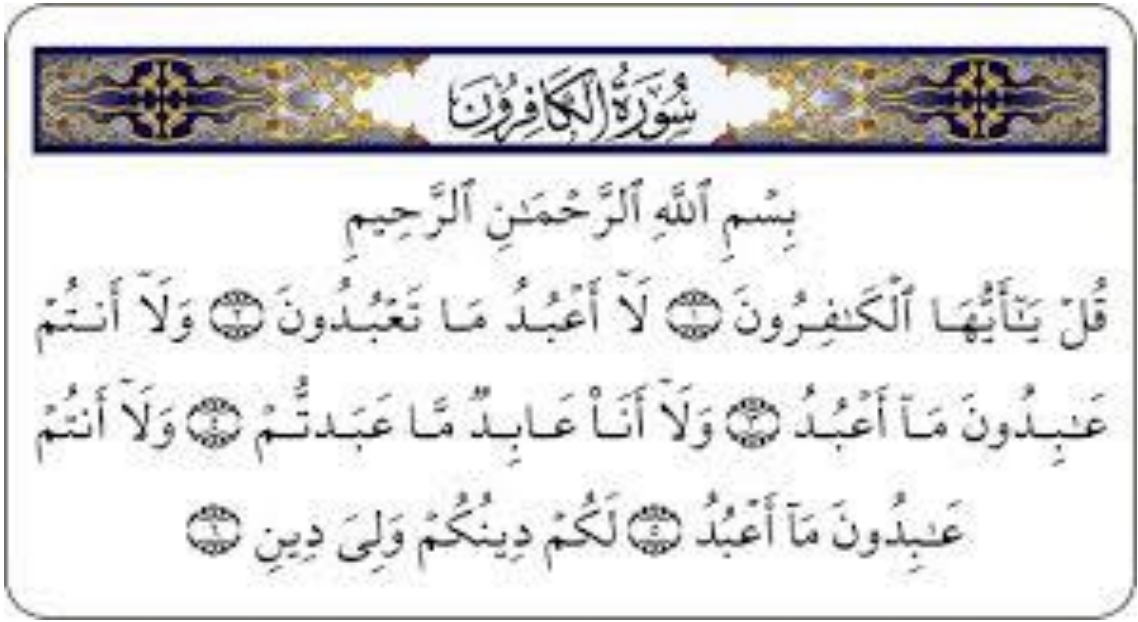 سُورَةُ الْكَافِرُونَ
بِسْمِ ٱللَّهِ ٱلرَّحْمَـٰنِ ٱلرَّحِيمِ
قُلْ يَـٰٓأَيُّهَا ٱلْكَـٰفِرُونَ ١ لَآ أَعْبُدُ مَا تَعْبُدُونَ ٢ وَلَآ أَنتُمْ
عَـٰبِدُونَ مَآ أَعْبُدُ ٣ وَلَآ أَنَا۠ عَابِدٌ مَّا عَبَدتُّمْ ٤ وَلَآ أَنتُمْ
عَـٰبِدُونَ مَآ أَعْبُدُ ٥ لَكُمْ دِينُكُمْ وَلِىَ دِينِ ٦